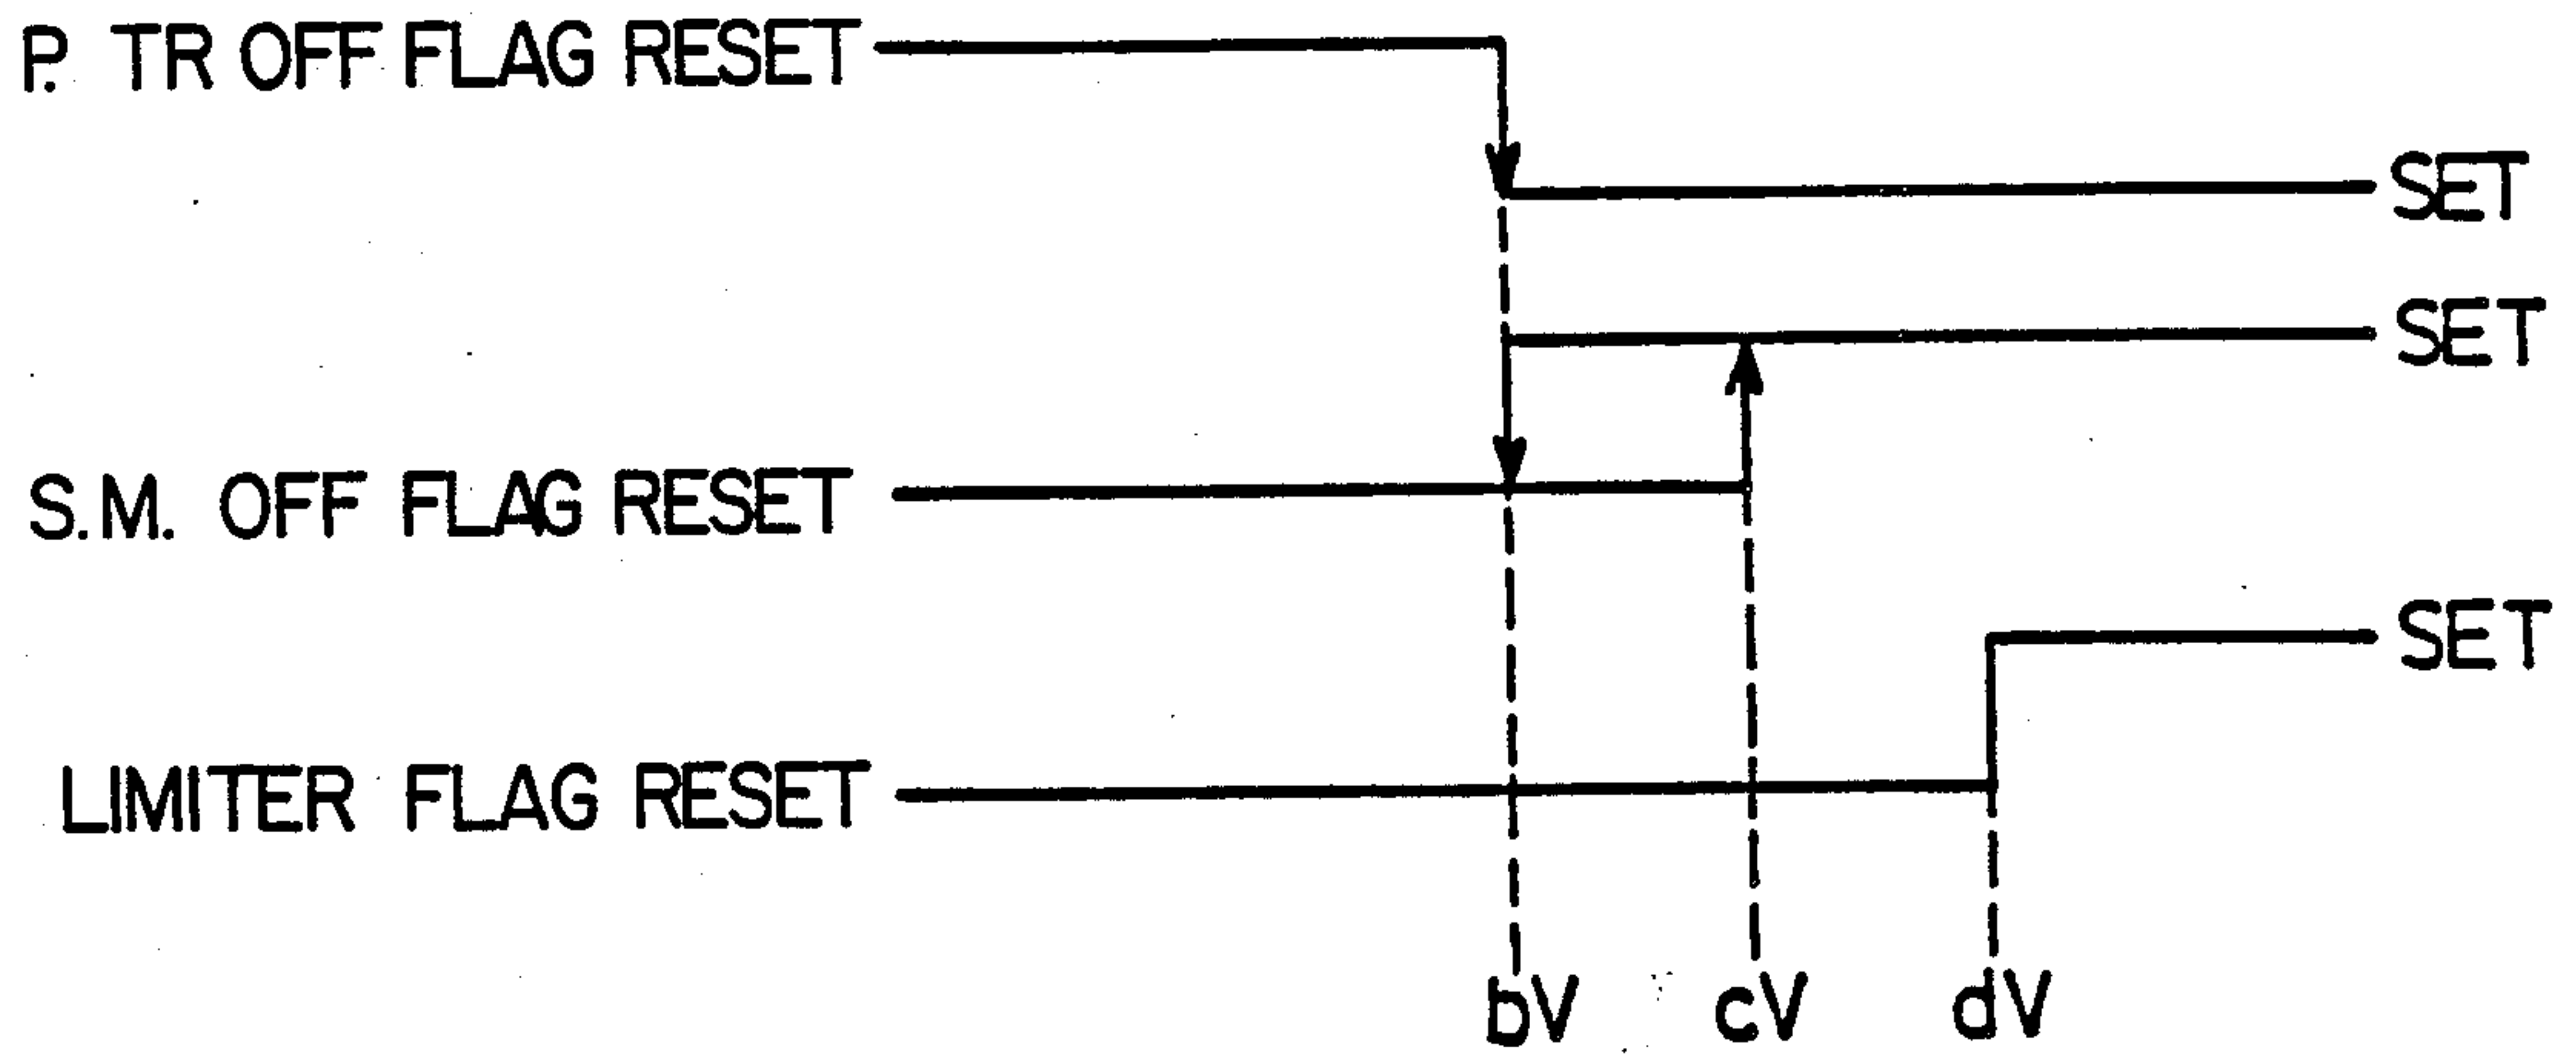 P. TR OFF FLAG RESET
SET
SET
S.M. OFF FLAG RESET
SET
LIMITER FLAG RESET
bV cV dV